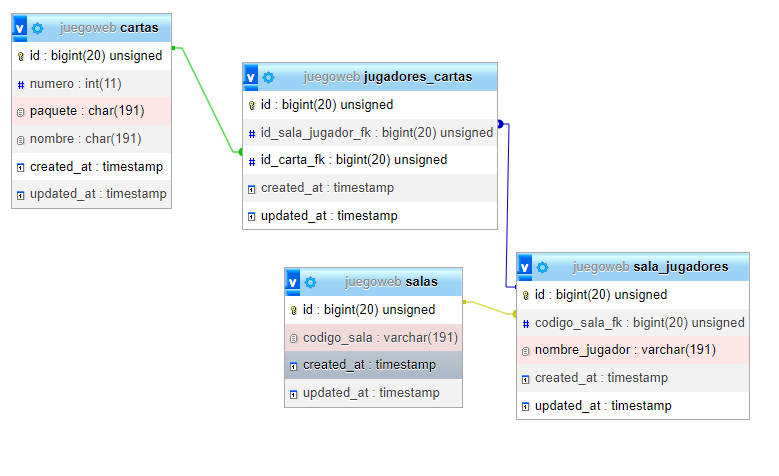 juegoweb cartas
id : bigint(20) unsigned
numero : int(11)
paquete : char(191)
nombre : char(191)
created_at : timestamp
updated_at : timestamp
juegoweb jugadores_cartas
id : bigint(20) unsigned
id_sala_jugador_fk : bigint(20) unsigned
id_carta_fk : bigint(20) unsigned
created_at : timestamp
updated_at : timestamp
juegoweb salas
id : bigint(20) unsigned
codigo_sala : varchar(191)
created_at : timestamp
updated_at : timestamp
juegoweb sala_jugadores
id : bigint(20) unsigned
codigo_sala_fk : bigint(20) unsigned
nombre_jugador : varchar(191)
created_at : timestamp
updated_at : timestamp